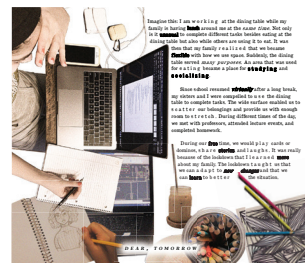 Imagine this: I am working at the dining table while my
family is having lunch around me at the same time. Not only
is it unusual to complete different tasks besides eating at the
dining table but also while others are using it to eat. It was
then that my family realized that we became
flexible with how we use space. Suddenly, the dining
table served many purposes. An area that was used
for eating became a place for studying and
socializing.
Since school resumed virtually after a long break,
my sisters and I were compelled to use the dining
table to complete tasks. The wide surface enabled us to
scatter our belongings and provide us with enough
room to stretch. During different times of the day,
we met with professors, attended lecture events, and
completed homework.
During our free time, we would play cards or
dominos, share stories and laughs. It was really
because of the lockdown that I learned more
about my family. The lockdown taught us that
we can adapt to new changes and that we
can learn to better the situation.
DEAR, TOMORROW